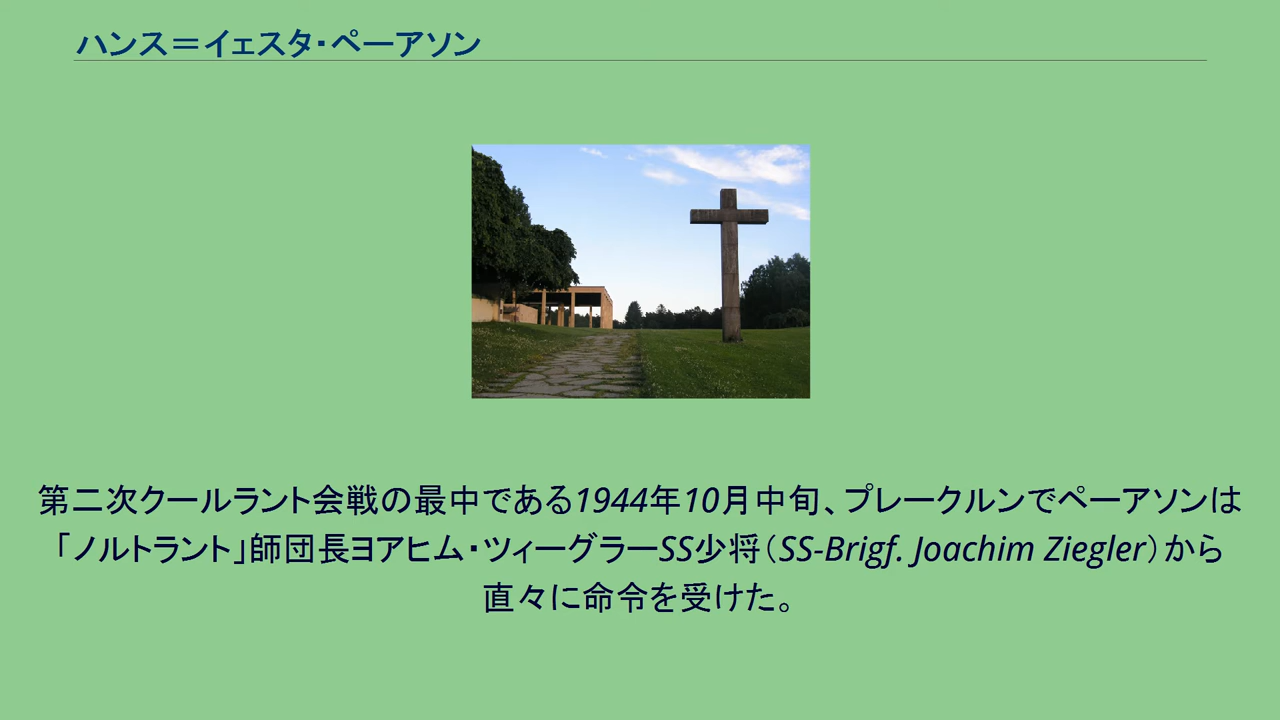 ハンス＝イェスタ・ペーアソン
第二次クールラント会戦の最中である1944年10月中旬、プレークルンでペーアソンは
「ノルトラント」師団長ヨアヒム・ツィーグラーSS少将（SS-Brigf. Joachim Ziegler）から
直々に命令を受けた。